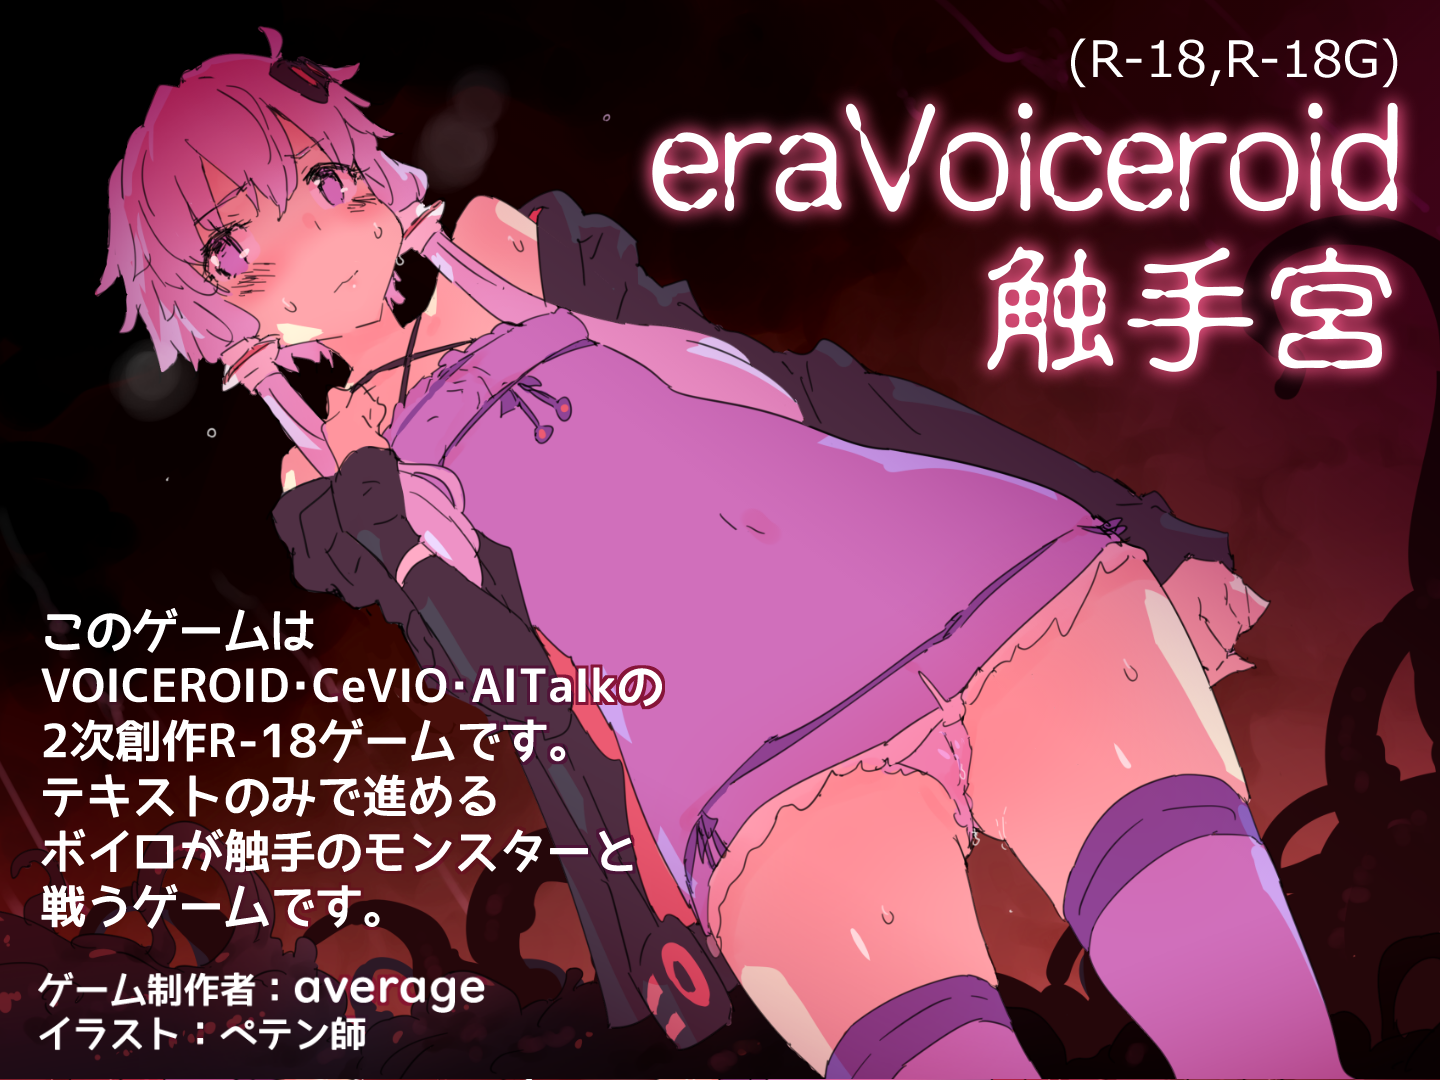 (R-18,R-18G)
eraVoiceroid
触手宮
このゲームは
VOICEROID･CeVIO･AITalkの
2次創作R-18ゲームです。
テキストのみで進める
ボイロが触手のモンスターと
戦うゲームです。
ゲーム制作者：average
イラスト：ペテン師